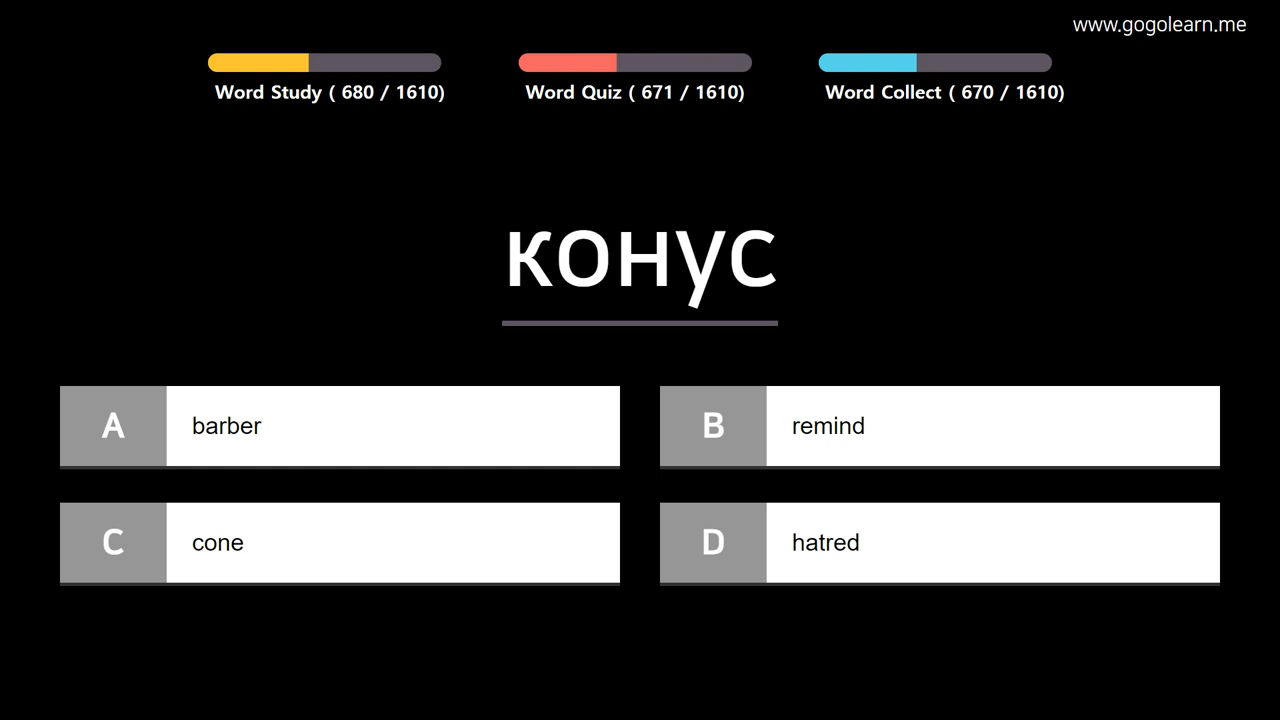 www.gogolearn.me
Word Study ( 680 / 1610)
Word Quiz ( 671 / 1610)
Word Collect ( 670 / 1610)
конус
A barber
B remind
C cone
D hatred